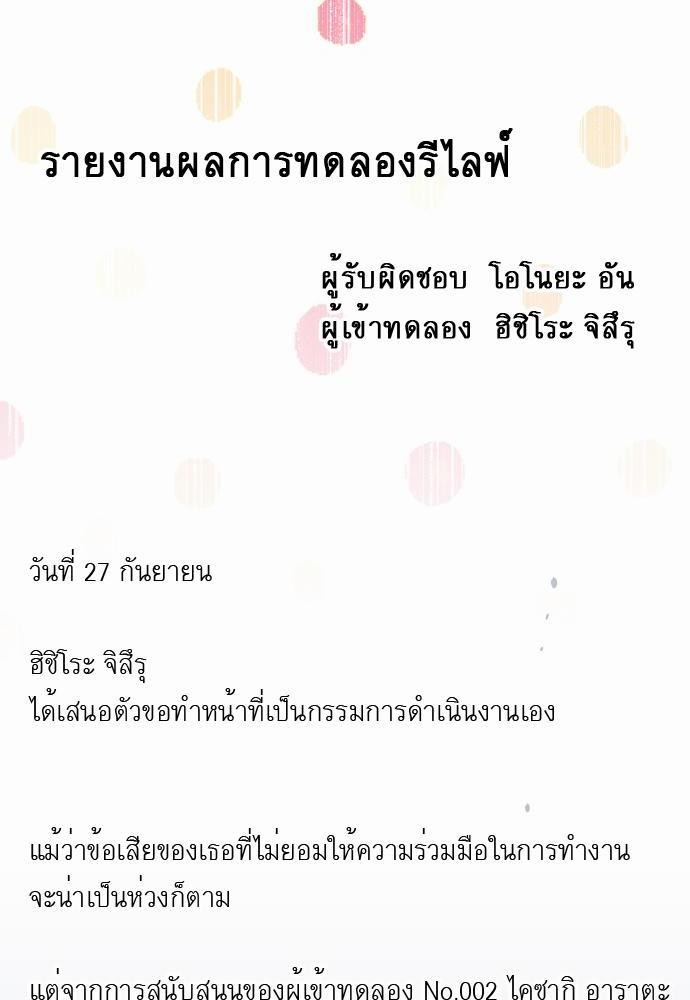 รายงานผลการทดลองรีไลฟ์
ผู้รับผิดชอบ โอโนยะ อัน
ผู้เข้าทดลอง ฮิชิโระ จิสึรุ
วันที่ 27 กันยายน
ฮิชิโระ จิสึรุ
ได้เสนอตัวขอทำหน้าที่เป็นกรรมการดำเนินงานเอง
แม้ว่าข้อเสียของเธอที่ไม่ยอมให้ความร่วมมือในการทำงาน
จะน่าเป็นห่วงก็ตาม
แต่จากการสนับสนุนของผู้เข้าทดลอง No.002 ไคซากิ อาราตะ